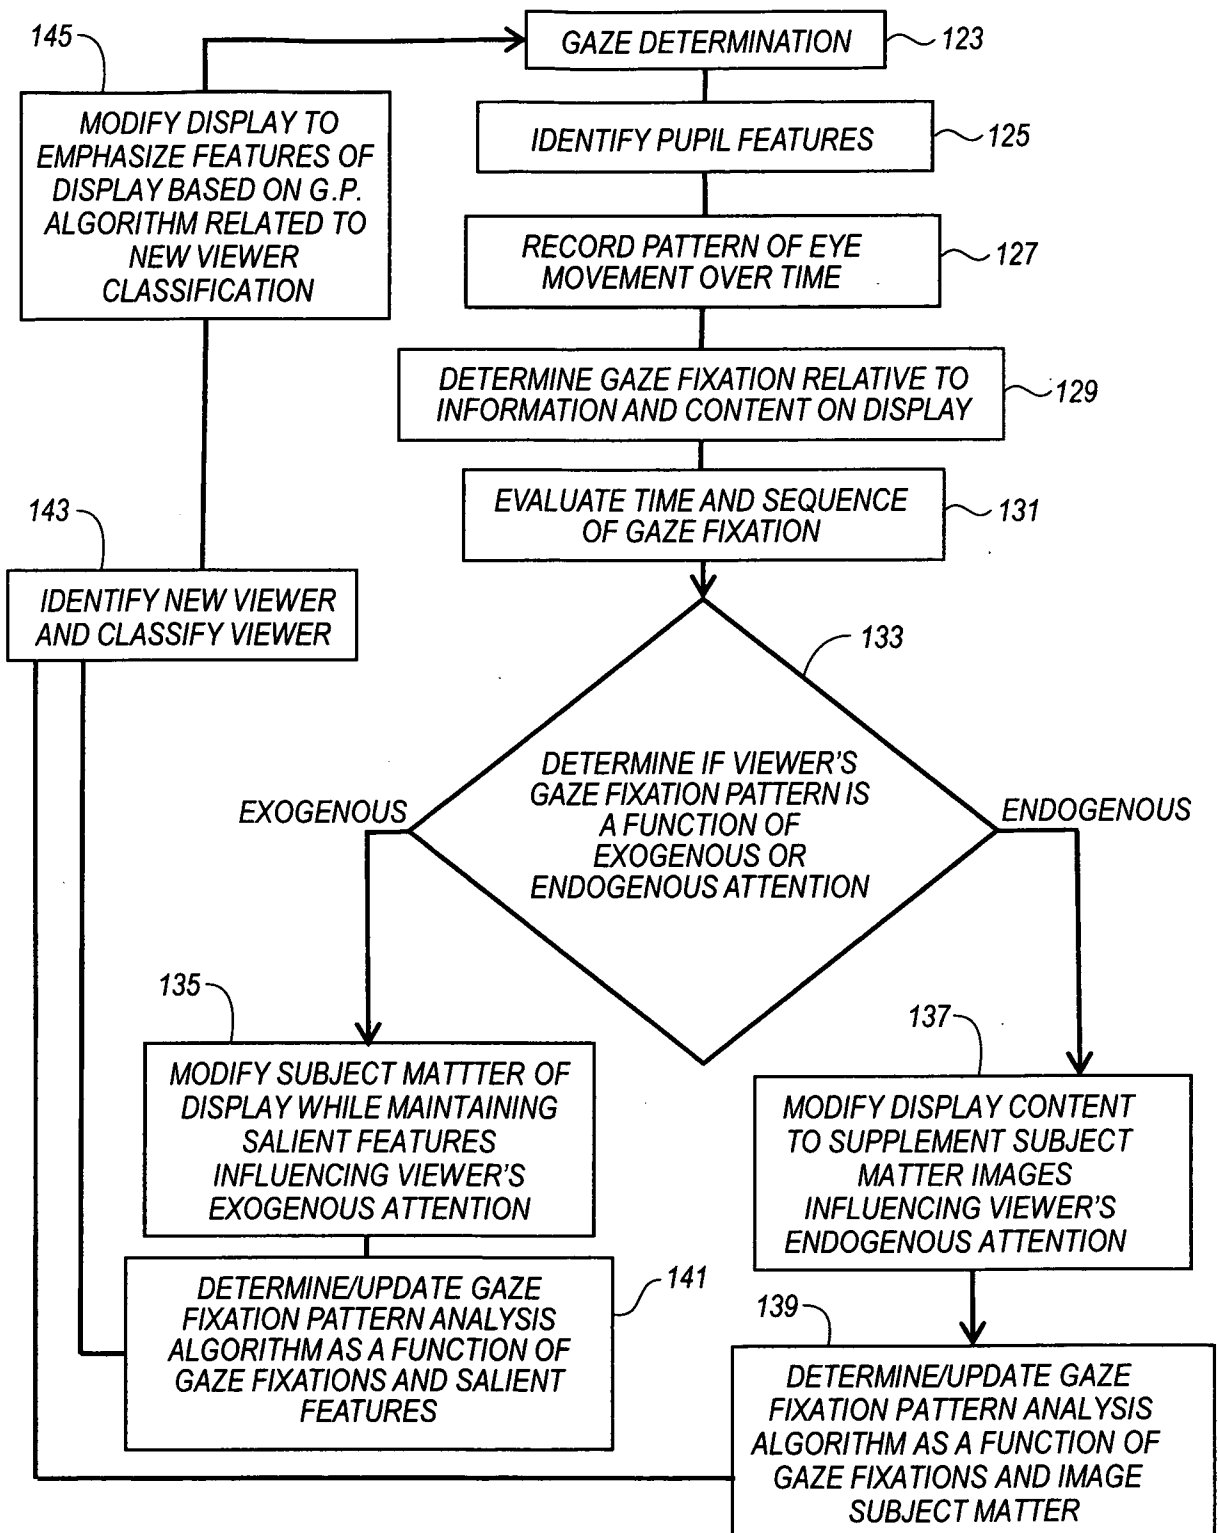 145
GAZE DETERMINATION
123
MODIFY DISPLAY TO
EMPHASIZE FEATURES OF
DISPLAY BASED ON G.P.
ALGORITHM RELATED TO
NEW VIEWER
CLASSIFICATION
IDENTIFY PUPIL FEATURES
125
RECORD PATTERN OF EYE
MOVEMENT OVER TIME
127
DETERMINE GAZE FIXATION RELATIVE TO
INFORMATION AND CONTENT ON DISPLAY
129
EVALUATE TIME AND SEQUENCE
OF GAZE FIXATION
131
143
IDENTIFY NEW VIEWER
AND CLASSIFY VIEWER
133
DETERMINE IF VIEWER'S
GAZE FIXATION PATTERN IS
A FUNCTION OF
EXOGENOUS OR
ENDOGENOUS ATTENTION
EXOGENOUS
ENDOGENOUS
135
MODIFY SUBJECT MATTTER OF
DISPLAY WHILE MAINTAINING
SALIENT FEATURES
INFLUENCING VIEWER'S
EXOGENOUS ATTENTION
137
MODIFY DISPLAY CONTENT
TO SUPPLEMENT SUBJECT
MATTER IMAGES
INFLUENCING VIEWER'S
ENDOGENOUS ATTENTION
141
DETERMINE/UPDATE GAZE
FIXATION PATTERN ANALYSIS
ALGORITHM AS A FUNCTION OF
GAZE FIXATIONS AND SALIENT
FEATURES
139
DETERMINE/UPDATE GAZE
FIXATION PATTERN ANALYSIS
ALGORITHM AS A FUNCTION OF
GAZE FIXATIONS AND IMAGE
SUBJECT MATTER